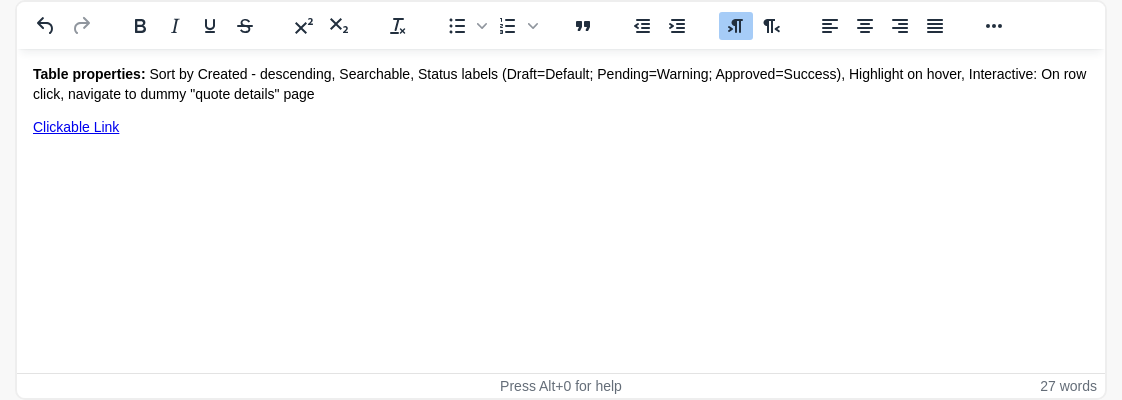 Table properties: Sort by Created - descending, Searchable, Status labels (Draft=Default; Pending=Warning; Approved=Success), Highlight on hover, Interactive: On row
click, navigate to dummy "quote details" page
Clickable Link
Press Alt+0 for help
27 words